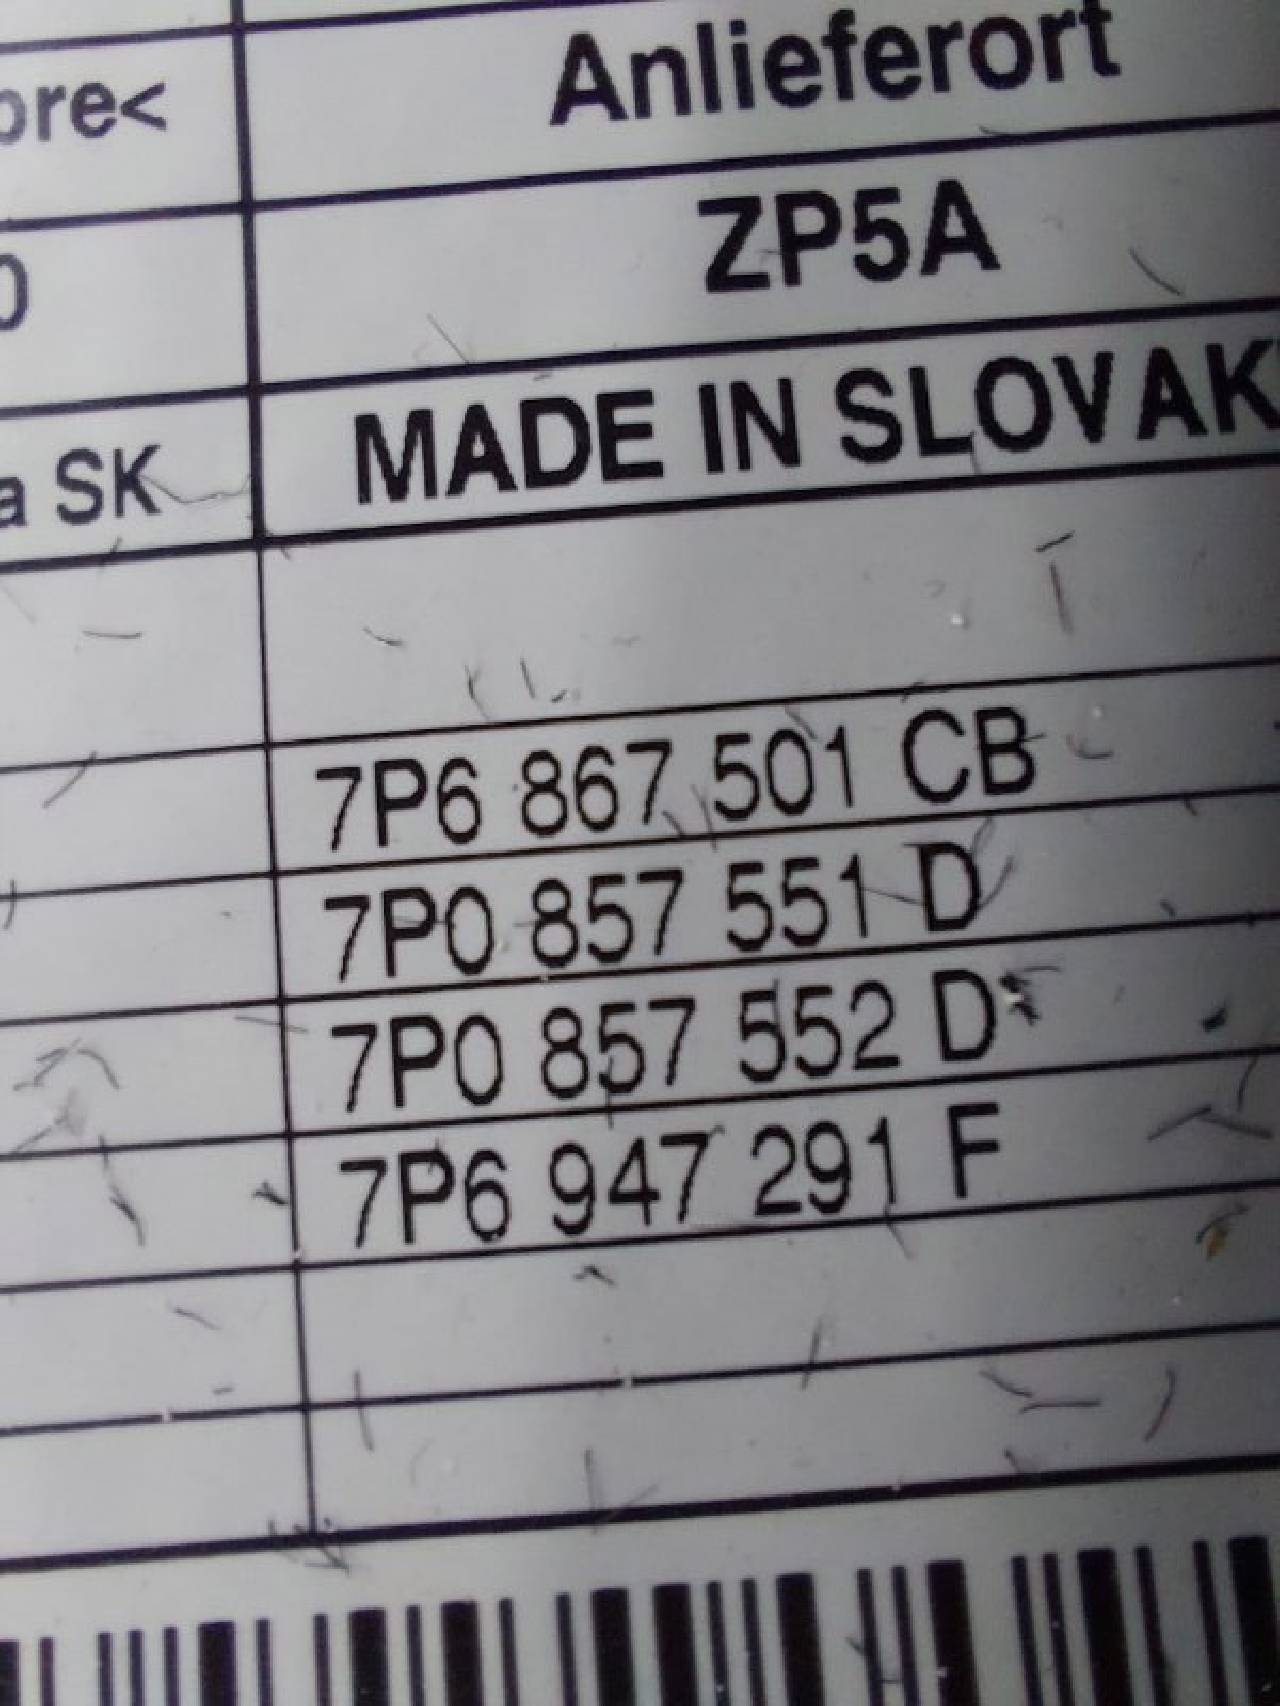 Anlieferort
ore<
ZP5A
0
MADE IN SLOVAK
a SK
7P6 867 501 CB
7P0 857 551 D
7P0 857 552 D
7P6 947 291 F